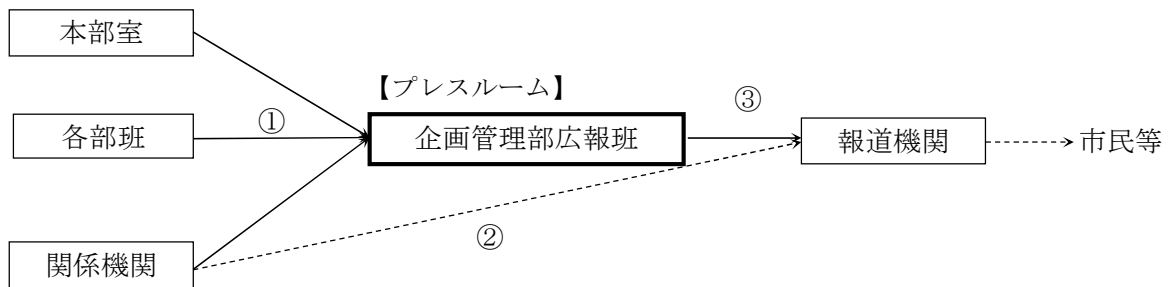 本部室
【プレスルーム】
③
各部班
①
企画管理部広報班
報道機関
市民等
②
関係機関